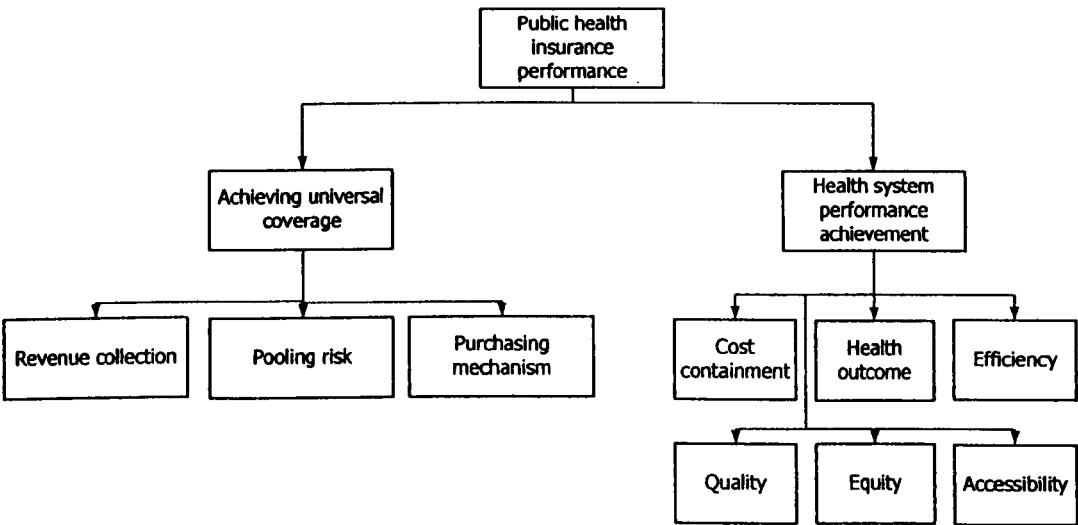 Public health
insurance
performance
Achieving universal
coverage
Health system
performance
achievement
Revenue collection
Pooling risk
Purchasing
mechanism
Cost
containment
Health
outcome
Efficiency
Quality
Equity
Accessibility